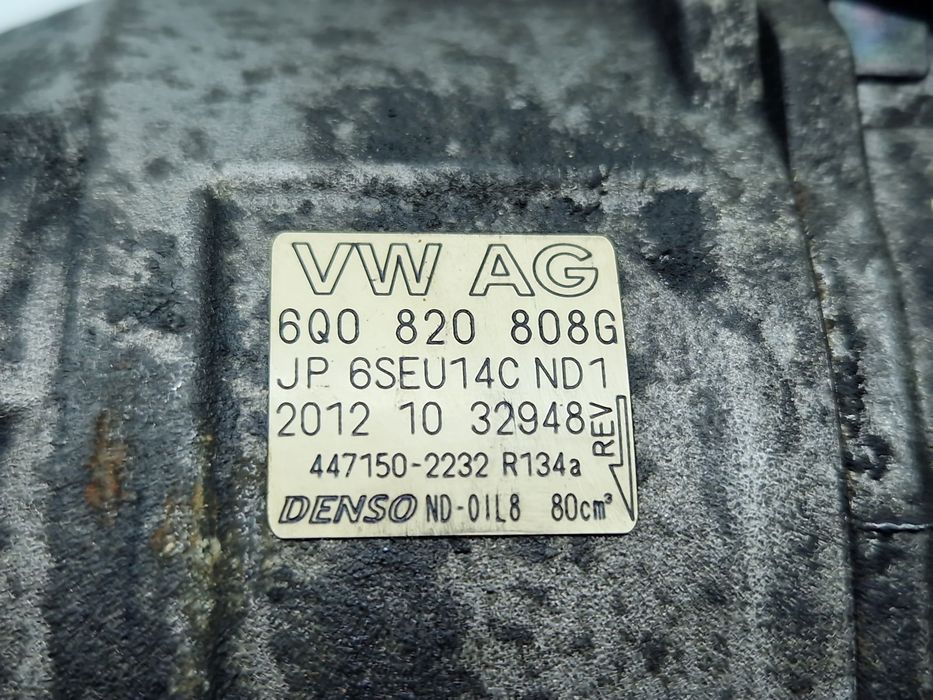 VW AG
6Q0 820 808G
JP 6SEU14C ND1
2012 10 32948
REV
447150-2232 R134a
DENSO ND-OIL8 80cm³